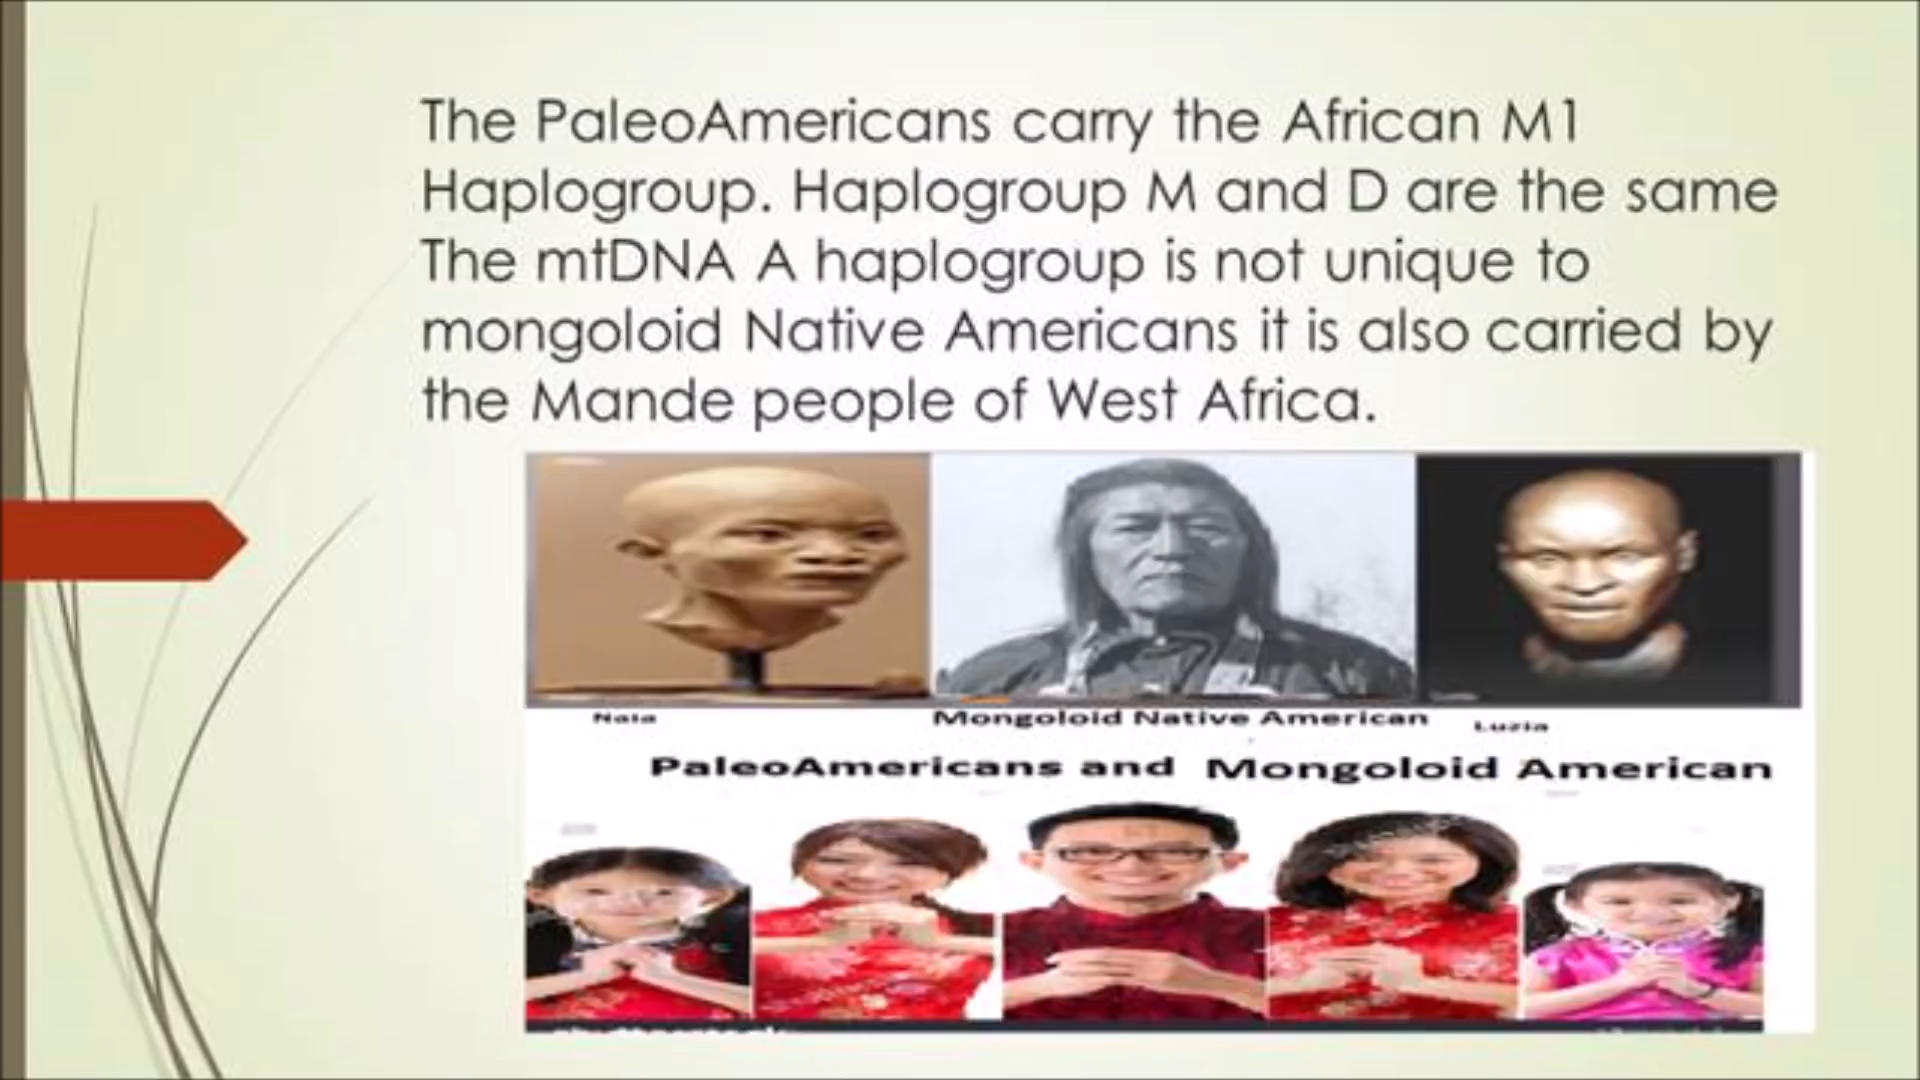 The PaleoAmericans carry the African M1
Haplogroup. Haplogroup M and D are the same
The mtDNA A haplogroup is not unique to
mongoloid Native Americans it is also carried by
the Mande people of West Africa.
Naia
Mongoloid Native American
Luzia
PaleoAmericans and Mongoloid American